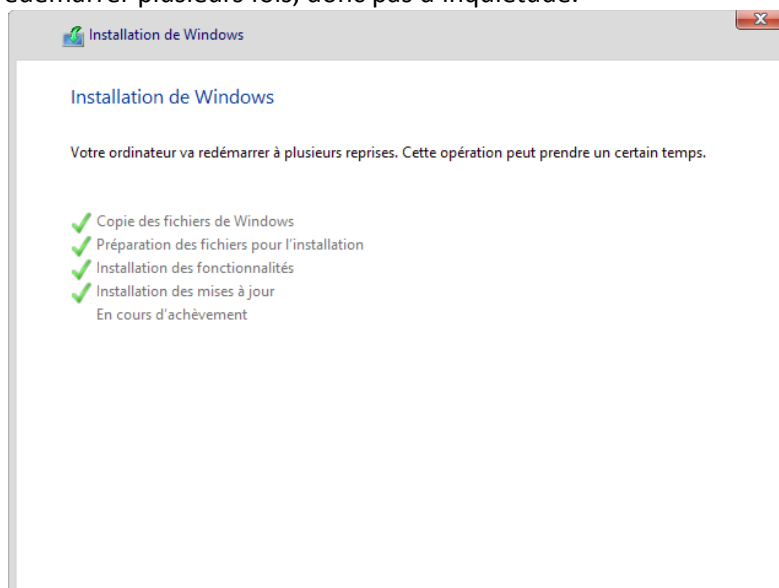 edémarrer plusieurs fois, donc pas d'inquiétude.
Installation de Windows
Installation de Windows
Votre ordinateur va redémarrer à plusieurs reprises. Cette opération peut prendre un certain temps.
Copie des fichiers de Windows
Préparation des fichiers pour l'installation
Installation des fonctionnalités
Installation des mises à jour
En cours d'achèvement